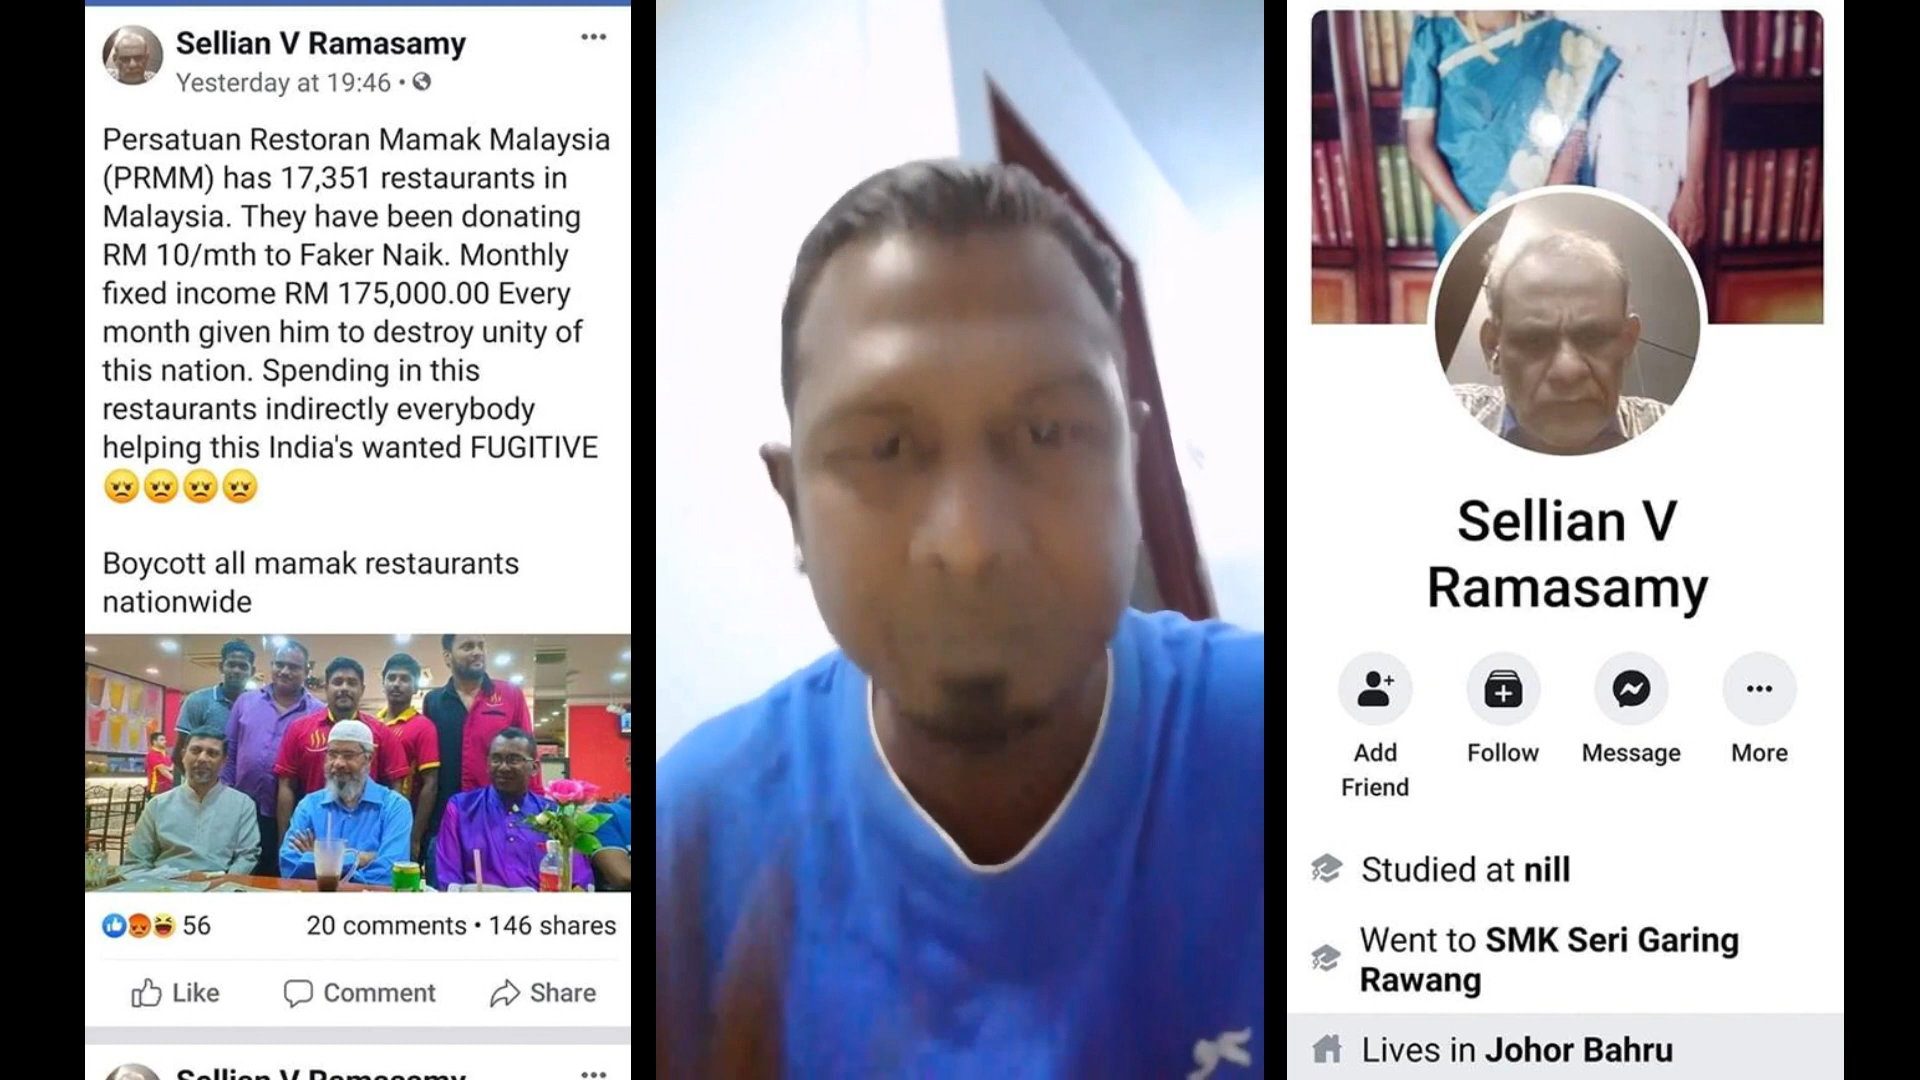 Sellian V Ramasamy
Yesterday at 19:46 •
Persatuan Restoran Mamak Malaysia
(PRMM) has 17,351 restaurants in
Malaysia. They have been donating
RM 10/mth to Faker Naik. Monthly
fixed income RM 175,000.00 Every
month given him to destroy unity of
this nation. Spending in this
restaurants indirectly everybody
helping this India's wanted FUGITIVE
😠😠😠😠
Boycott all mamak restaurants
nationwide
56
20 comments • 146 shares
Like
Comment
Share
Sellian V Ramasamy
Sellian V
Ramasamy
Add
Friend
Follow
Message
More
Studied at nill
Went to SMK Seri Garing
Rawang
Lives in Johor Bahru